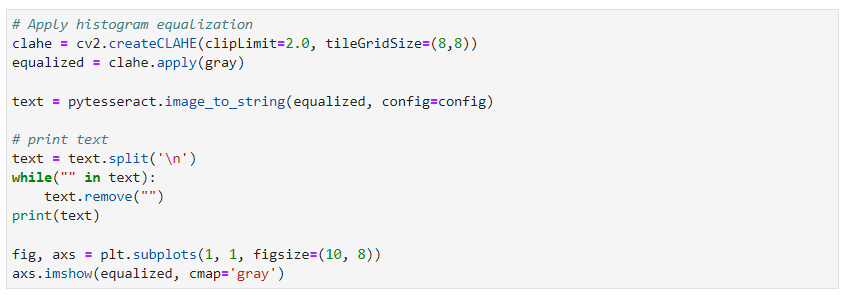 # Apply histogram equalization
clahe = cv2.createCLAHE(clipLimit=2.0, tileGridSize=(8,8))
equalized = clahe.apply(gray)

text = pytesseract.image_to_string(equalized, config=config)

# print text
text = text.split('\n')
while("" in text):
    text.remove("")
print(text)

fig, axs = plt.subplots(1, 1, figsize=(10, 8))
axs.imshow(equalized, cmap='gray')